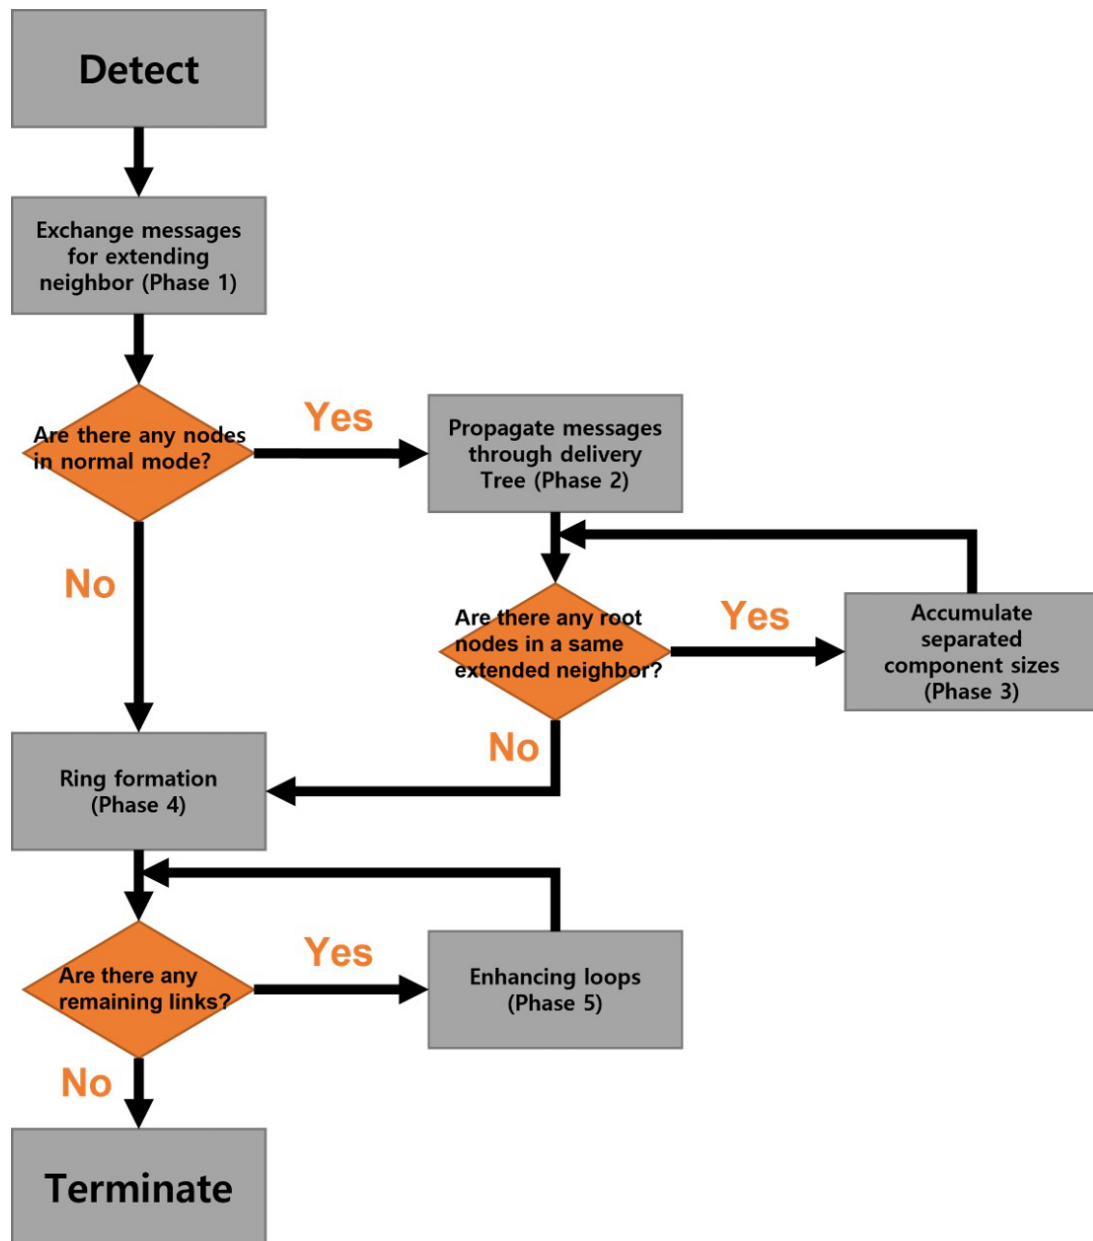 Detect
Exchange messages
for extending
neighbor (Phase 1)
Are there any nodes
in normal mode?
Yes
Propagate messages
through delivery
Tree (Phase 2)
No
Are there any root
nodes in a same
extended neighbor?
Yes
Accumulate
separated
component sizes
(Phase 3)
No
Ring formation
(Phase 4)
Are there any
remaining links?
Yes
Enhancing loops
(Phase 5)
No
Terminate